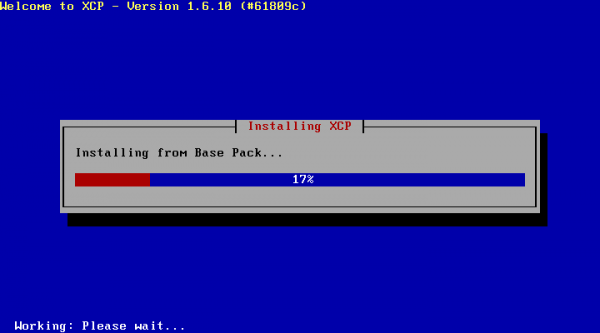 Welcome to XCP - Version 1.6.10 (#61809c)
Installing XCP
Installing from Base Pack...
17%
Working: Please wait...